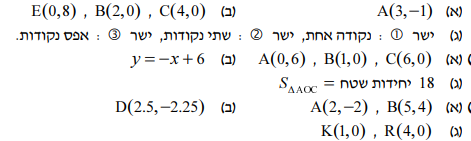 (א) A(3,−1) (ב) E(0,8) , B(2,0) , C(4,0)
(ג) ישר ① : נקודה אחת, ישר ② : שתי נקודות, ישר ③ : אפס נקודות.
(א) A(0,6) , B(1,0) , C(6,0) (ב) y=−x+6
(ג) 18 יחידות שטח = S△AOC
(א) A(2,−2) , B(5,4) (ב) D(2.5,−2.25)
(ג) K(1,0) , R(4,0)